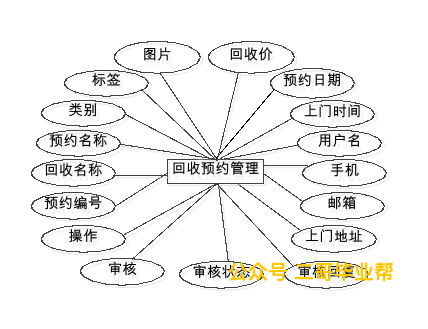 图片
回收价
标签
预约日期
类别
上门时间
预约名称
用户名
回收名称
回收预约管理
手机
预约编号
邮箱
操作
上门地址
审核
审核状态
审核回复
公众号 二哥毕业帮